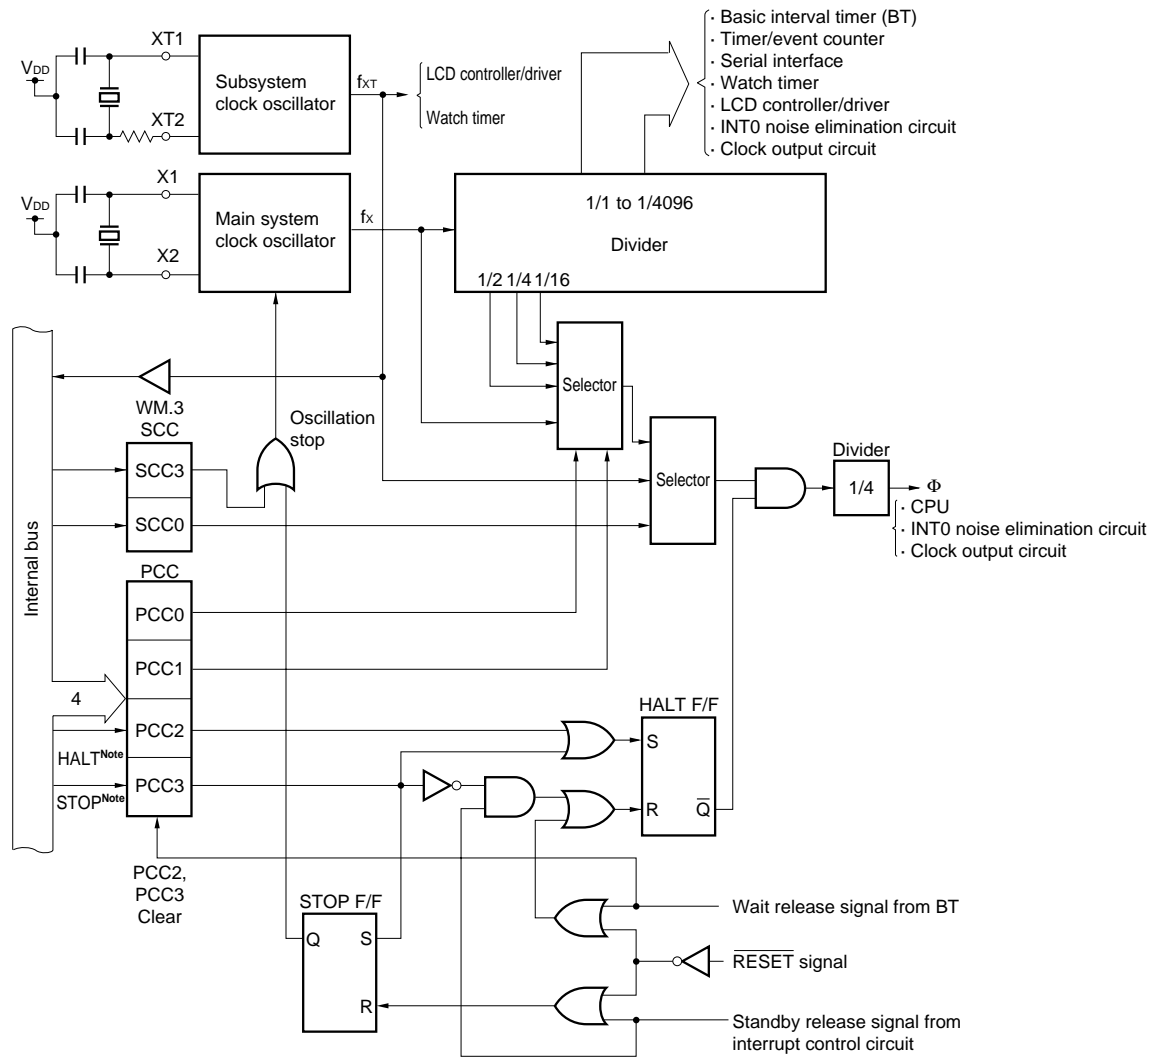 · Basic interval timer (BT)
· Timer/event counter
· Serial interface
· Watch timer
· LCD controller/driver
· INT0 noise elimination circuit
· Clock output circuit
XT1
VDD
Subsystem
clock oscillator
fXT
LCD controller/driver
Watch timer
XT2
X1
VDD
Main system
clock oscillator
fX
X2
1/1 to 1/4096
Divider
1/2 1/4 1/16
Selector
WM.3
SCC
Oscillation
stop
SCC3
SCC0
Selector
Divider
1/4
Φ
· CPU
· INT0 noise elimination circuit
· Clock output circuit
Internal bus
PCC
PCC0
PCC1
4
PCC2
HALTNote
PCC3
STOPNote
HALT F/F
S
R
Q̅
PCC2,
PCC3
Clear
STOP F/F
Q
S
R
Wait release signal from BT
R̅E̅S̅E̅T̅ signal
Standby release signal from
interrupt control circuit